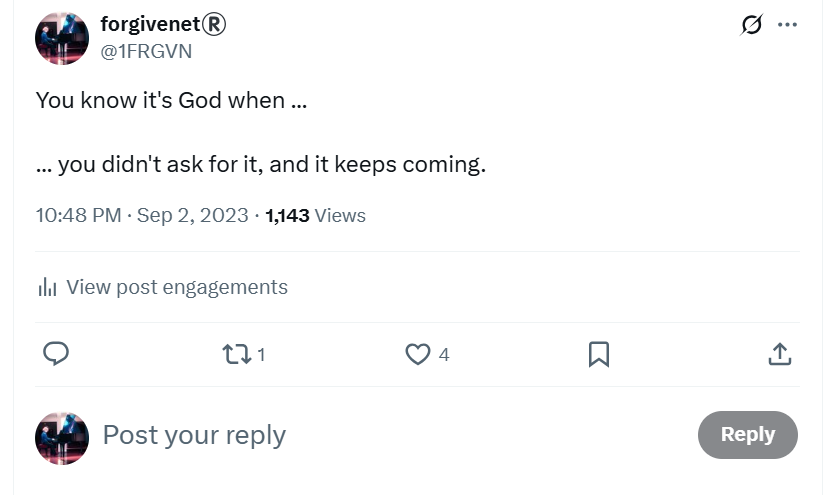 forgivenet®
@1FRGVN
You know it's God when ...
... you didn't ask for it, and it keeps coming.
10:48 PM · Sep 2, 2023 · 1,143 Views
View post engagements
1
4
Post your reply
Reply